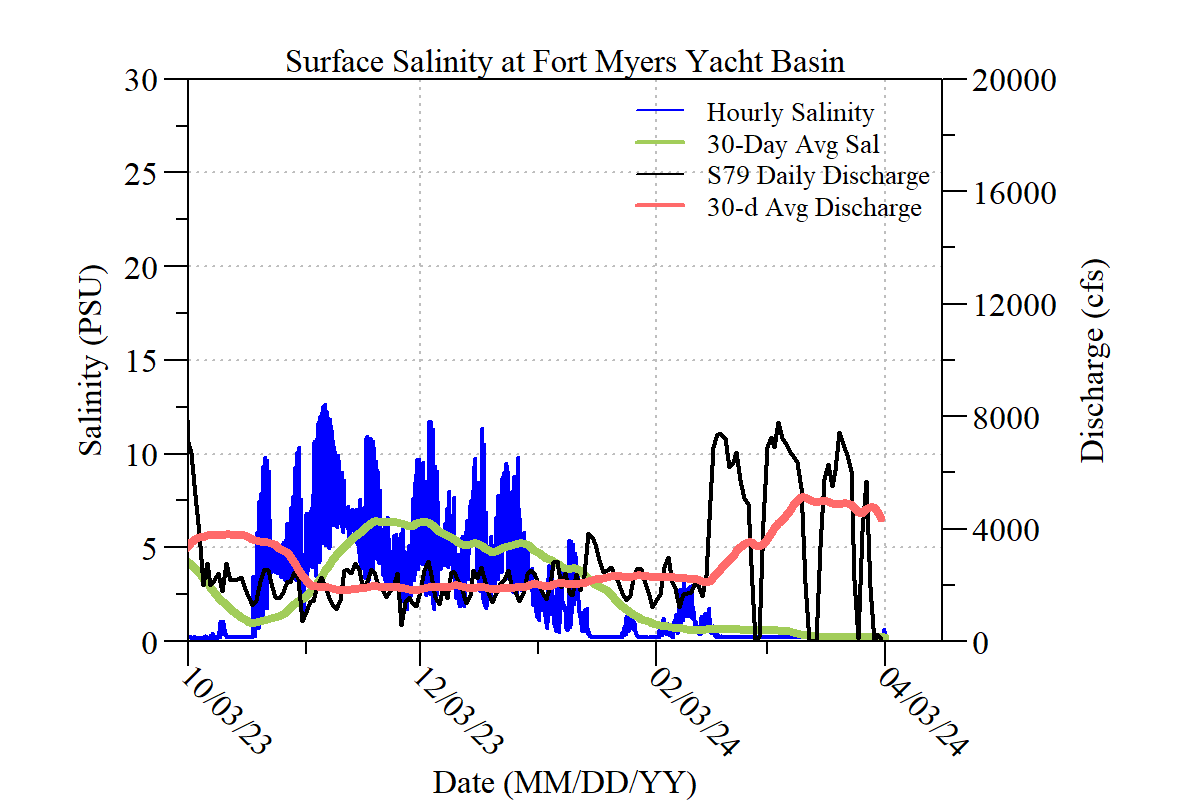 Surface Salinity at Fort Myers Yacht Basin
30
25
20
15
10
5
0
Salinity (PSU)
Hourly Salinity
30-Day Avg Sal
S79 Daily Discharge
30-d Avg Discharge
20000
16000
12000
8000
4000
0
Discharge (cfs)
10/03/23
12/03/23
02/03/24
04/03/24
Date (MM/DD/YY)